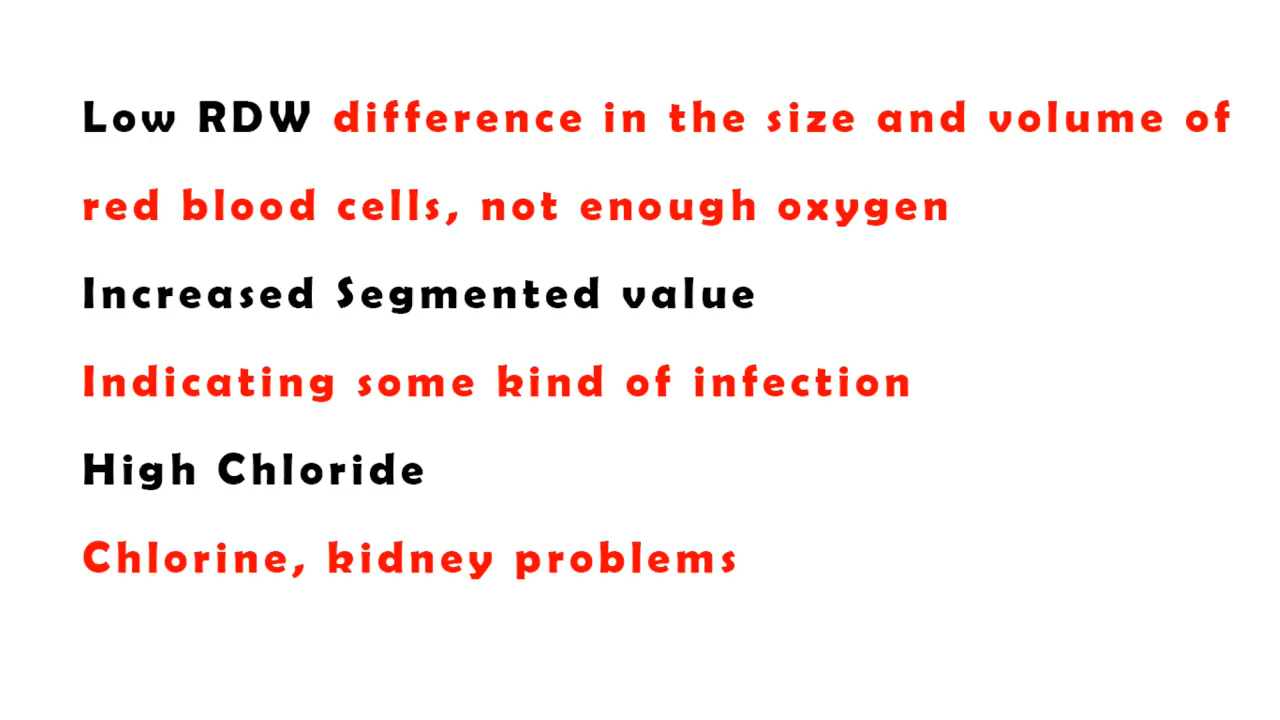 Low RDW difference in the size and volume of
red blood cells, not enough oxygen
Increased Segmented value
Indicating some kind of infection
High Chloride
Chlorine, kidney problems